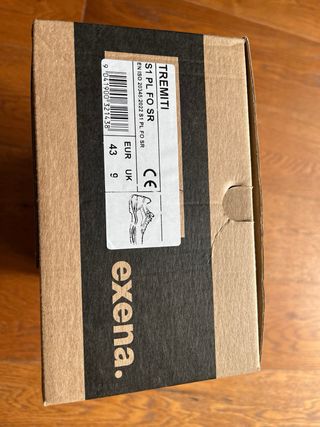 TREMITI
S1 PL FO SR
EN ISO 20345:2022 S1 PL FO SR
CE
EUR UK
43 9
9041900321438
exena.